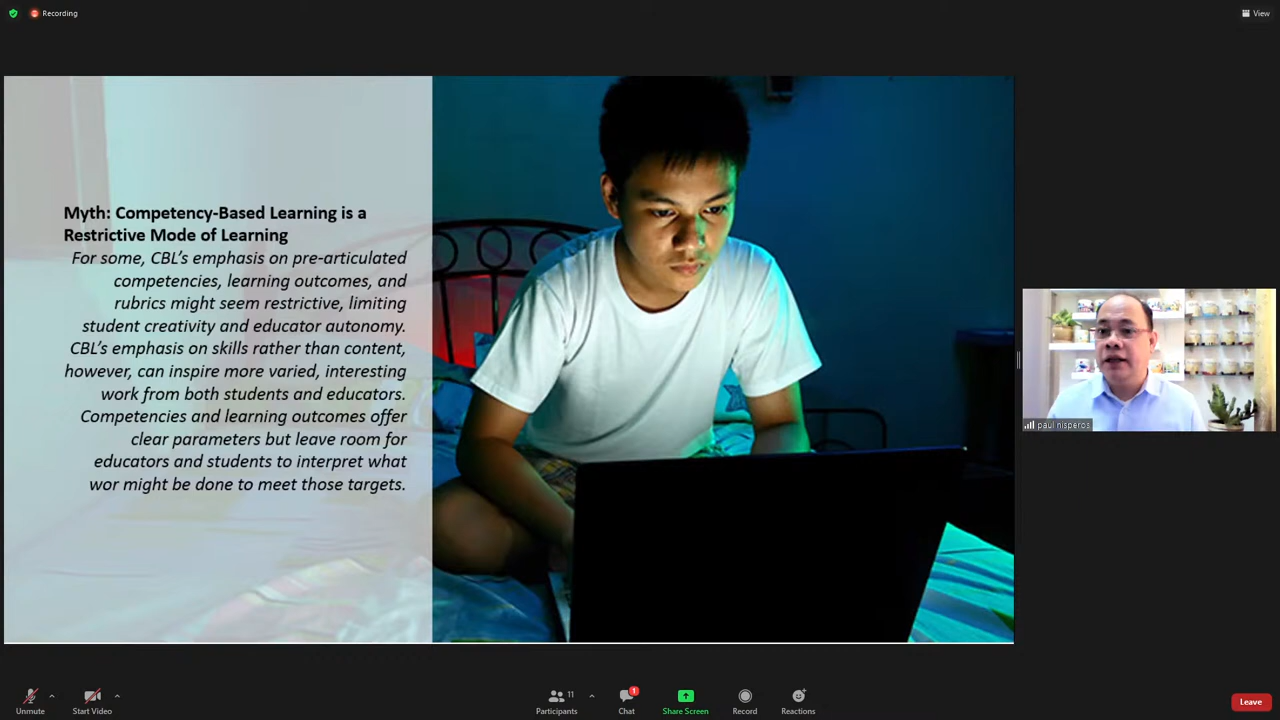 Recording
View
Myth: Competency-Based Learning is a
Restrictive Mode of Learning
For some, CBL's emphasis on pre-articulated
competencies, learning outcomes, and
rubrics might seem restrictive, limiting
student creativity and educator autonomy.
CBL's emphasis on skills rather than content,
however, can inspire more varied, interesting
work from both students and educators.
Competencies and learning outcomes offer
clear parameters but leave room for
educators and students to interpret what
wor might be done to meet those targets.
paul nisperos
Unmute
Start Video
11
Participants
1
Chat
Share Screen
Record
Reactions
Leave